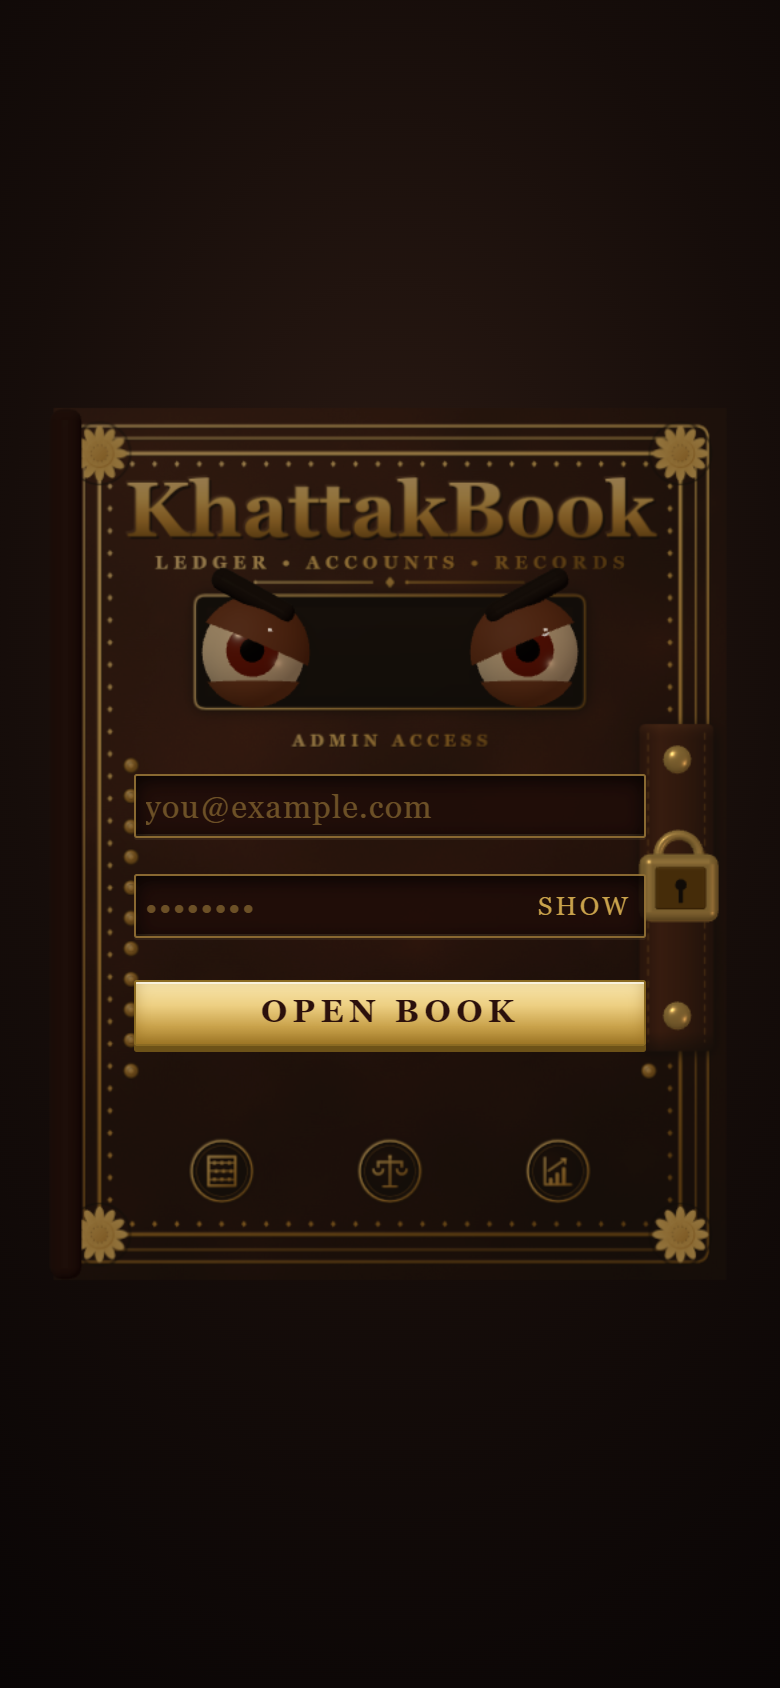 KhattakBook
LEDGER • ACCOUNTS • RECORDS
ADMIN ACCESS
you@example.com
•••••••• SHOW
OPEN BOOK